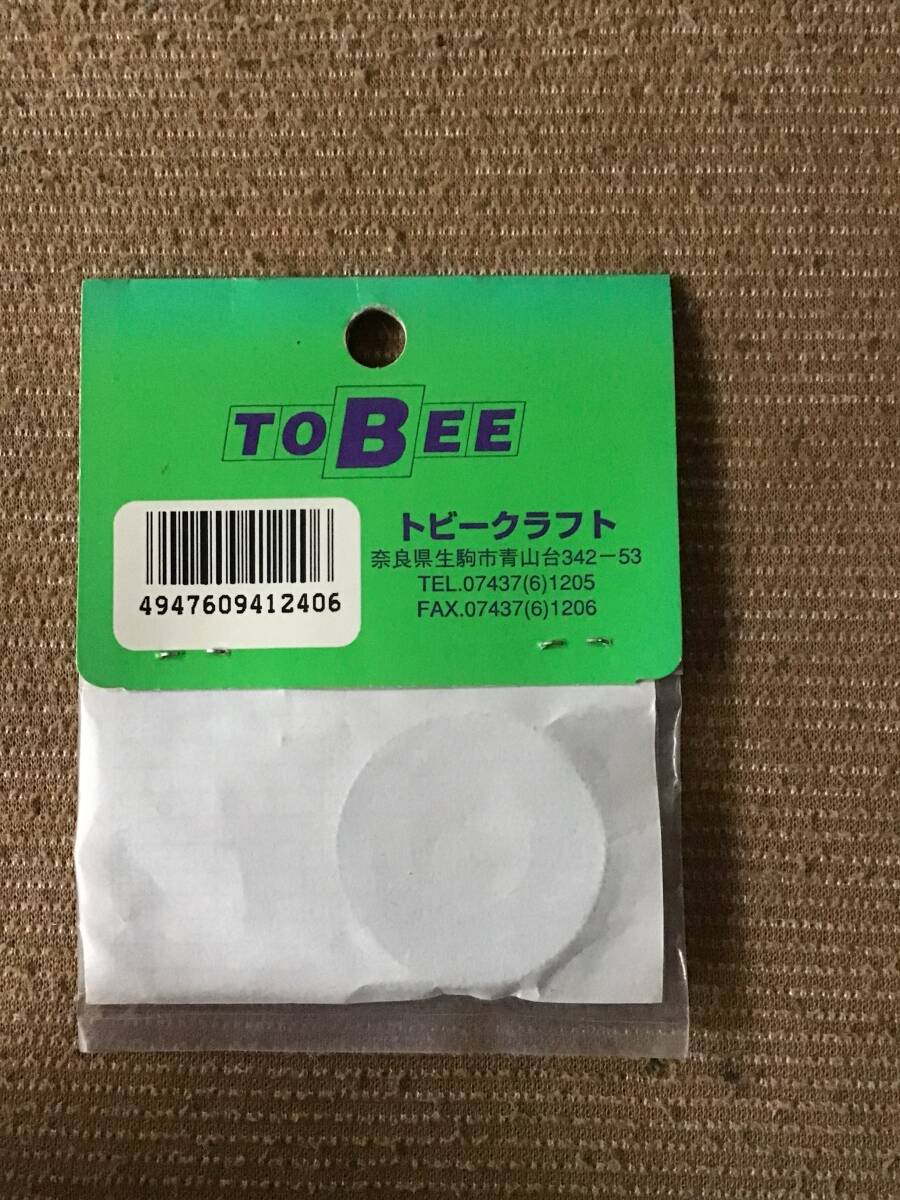 TOBEE
トビークラフト
奈良県生駒市青山台342−53
TEL.07437(6)1205
FAX.07437(6)1206
4947609412406